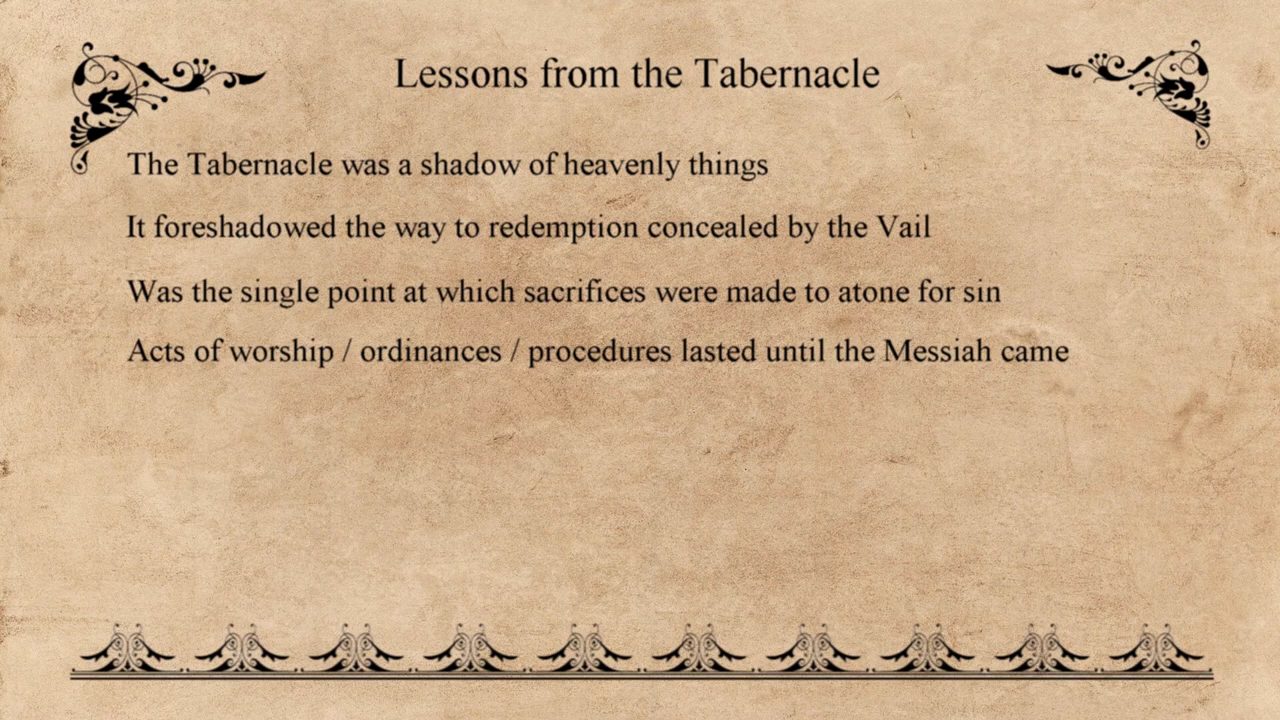 Lessons from the Tabernacle
The Tabernacle was a shadow of heavenly things
It foreshadowed the way to redemption concealed by the Vail
Was the single point at which sacrifices were made to atone for sin
Acts of worship / ordinances / procedures lasted until the Messiah came